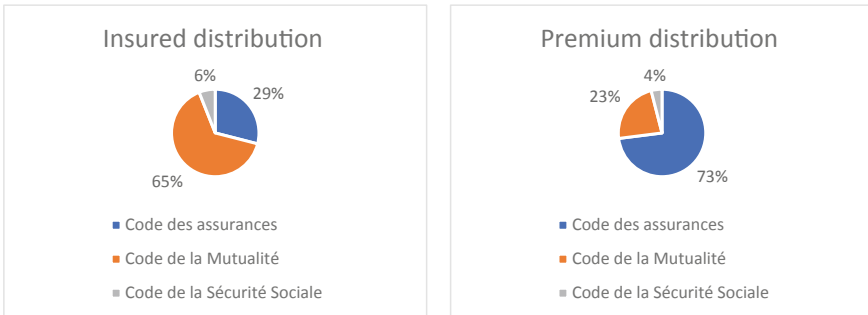 Insured distribution
6%
29%
65%
Code des assurances
Code de la Mutualité
Code de la Sécurité Sociale
Premium distribution
4%
23%
73%
Code des assurances
Code de la Mutualité
Code de la Sécurité Sociale